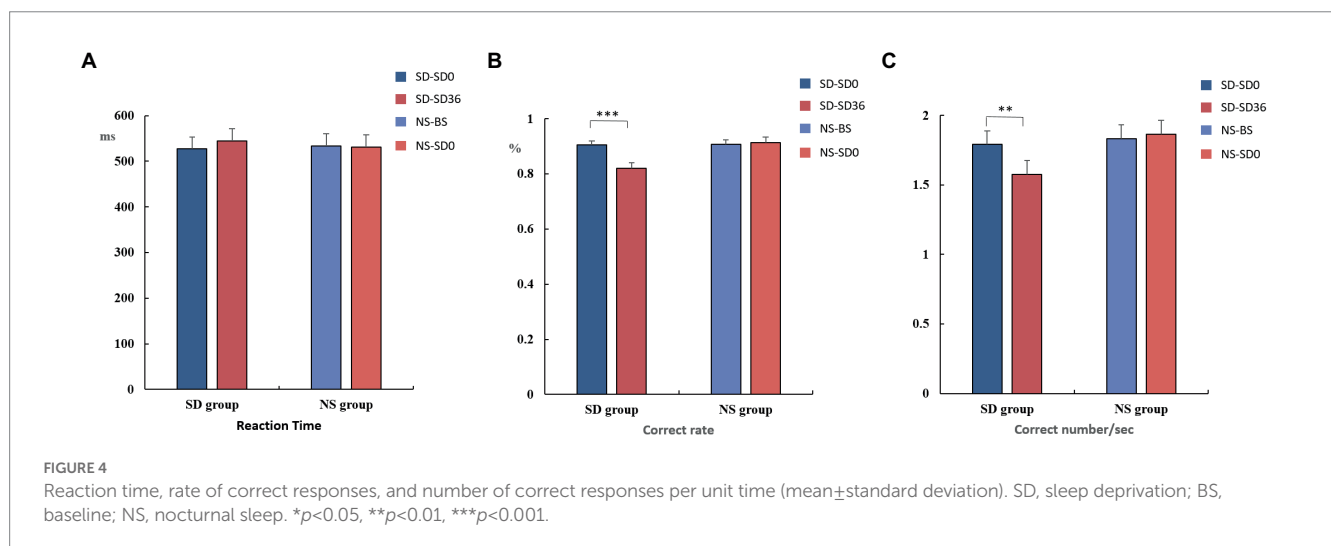 A
SD-SD0
SD-SD36
NS-BS
NS-SD0
ms
600
500
400
300
200
100
0
SD group
NS group
Reaction Time
B
SD-SD0
SD-SD36
NS-BS
NS-SD0
%
1
0.8
0.6
0.4
0.2
0
***
SD group
NS group
Correct rate
C
SD-SD0
SD-SD36
NS-BS
NS-SD0
2
1.5
1
0.5
0
**
SD group
NS group
Correct number/sec
FIGURE 4
Reaction time, rate of correct responses, and number of correct responses per unit time (mean±standard deviation). SD, sleep deprivation; BS,
baseline; NS, nocturnal sleep. *p<0.05, **p<0.01, ***p<0.001.